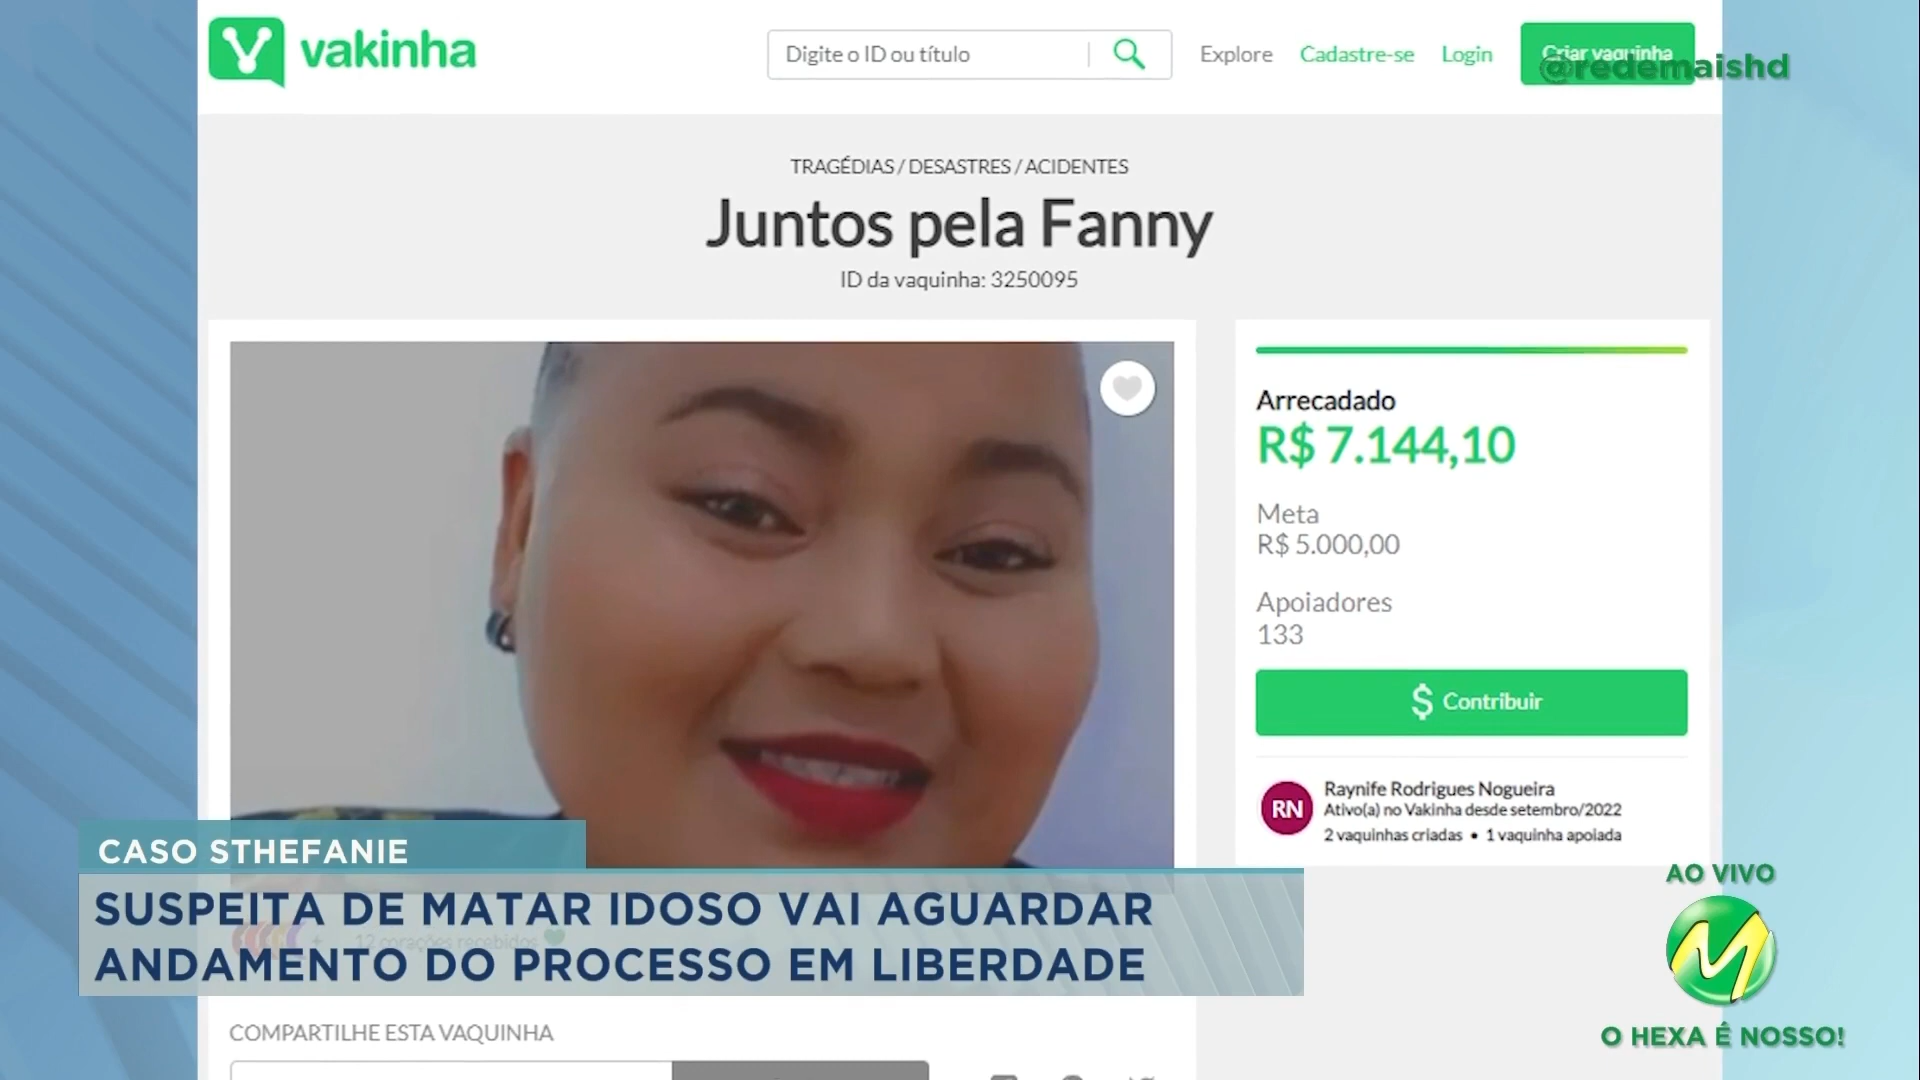 vakinha
Digite o ID ou título
Explore
Cadastre-se
Login
Criar vaquinha
@redemaishd
TRAGÉDIAS / DESASTRES / ACIDENTES
Juntos pela Fanny
ID da vaquinha: 3250095
Arrecadado
R$ 7.144,10
Meta
R$ 5.000,00
Apoiadores
133
$ Contribuir
RN
Raynife Rodrigues Nogueira
Ativo(a) no Vakinha desde setembro/2022
2 vaquinhas criadas • 1 vaquinha apoiada
CASO STHEFANIE
SUSPEITA DE MATAR IDOSO VAI AGUARDAR
ANDAMENTO DO PROCESSO EM LIBERDADE
12 corações recebidos
COMPARTILHE ESTA VAQUINHA
AO VIVO
M
O HEXA É NOSSO!